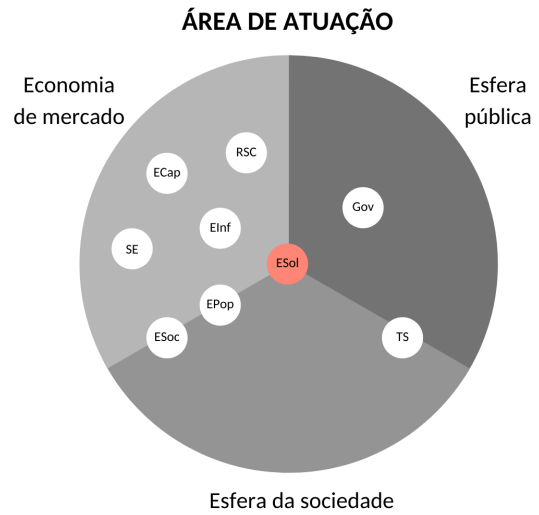 ÁREA DE ATUAÇÃO
Economia
de mercado
Esfera
pública
RSC
ECap
Gov
EInf
SE
ESol
EPop
ESoc
TS
Esfera da sociedade